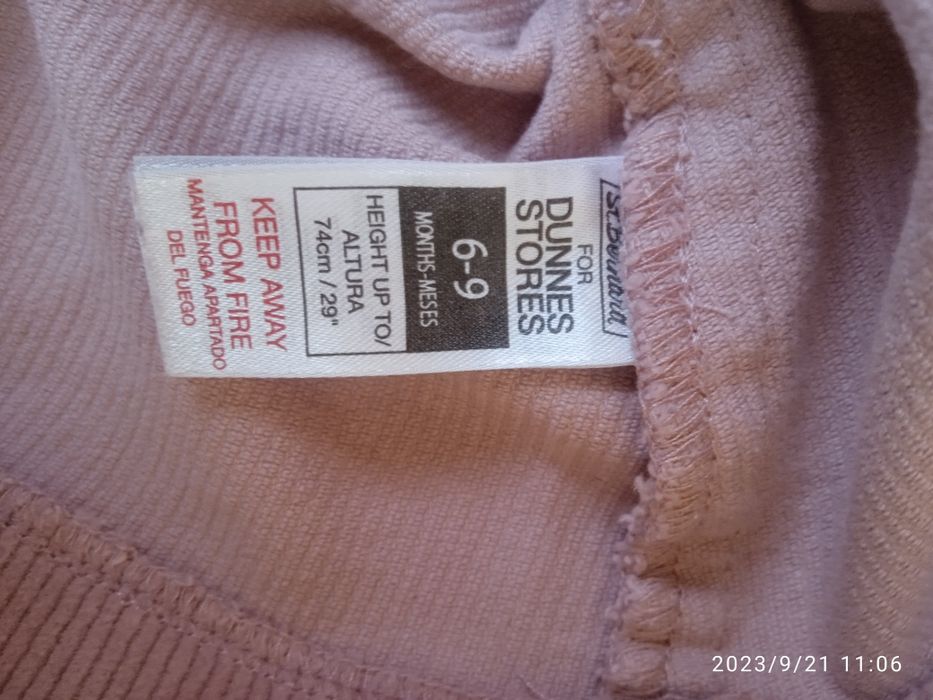 St.Bernard
FOR
DUNNES
STORES
6-9
MONTHS-MESES
HEIGHT UP TO/
ALTURA
74cm / 29"
KEEP AWAY
FROM FIRE
MANTENGA APARTADO
DEL FUEGO
2023/9/21 11:06